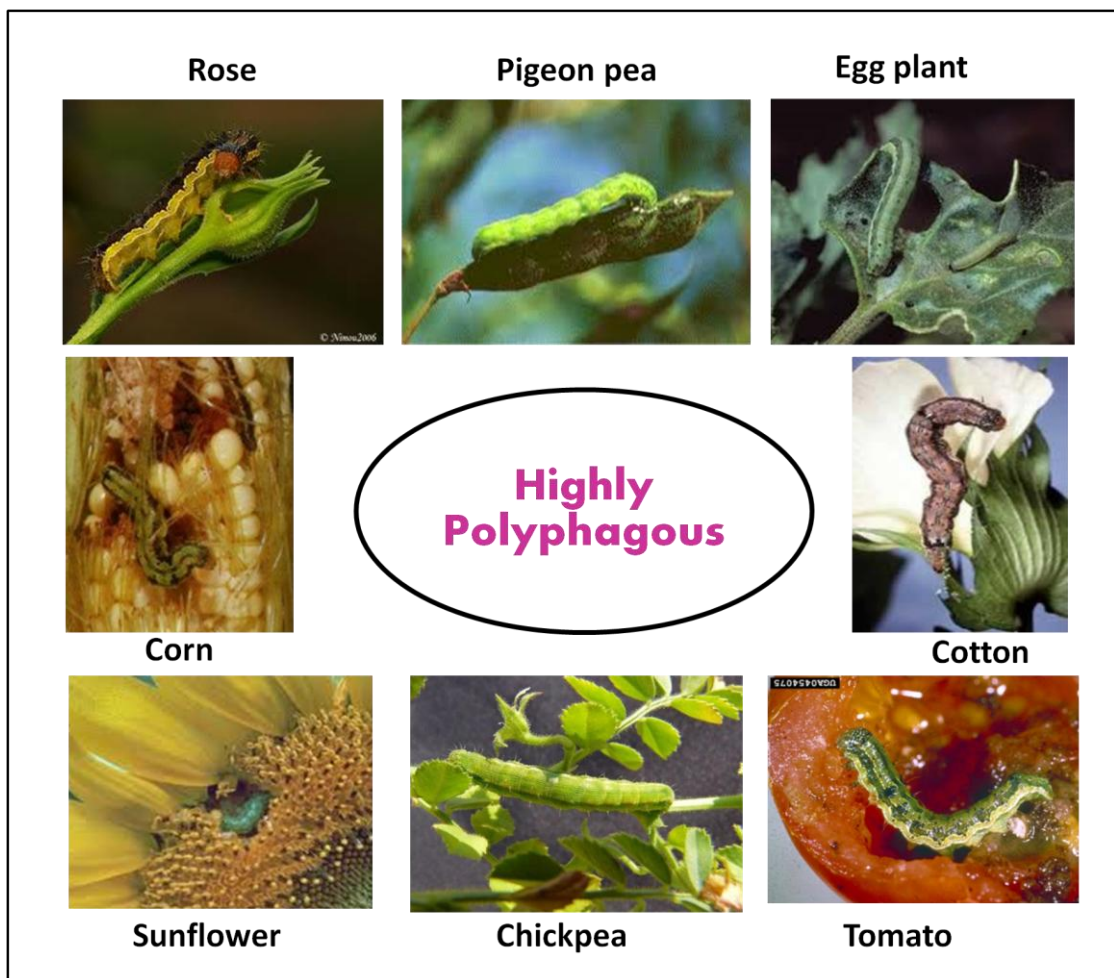 Rose
Pigeon pea
Egg plant
© Nimou2006
Highly
Polyphagous
Corn
Cotton
UGA0454075
Sunflower
Chickpea
Tomato